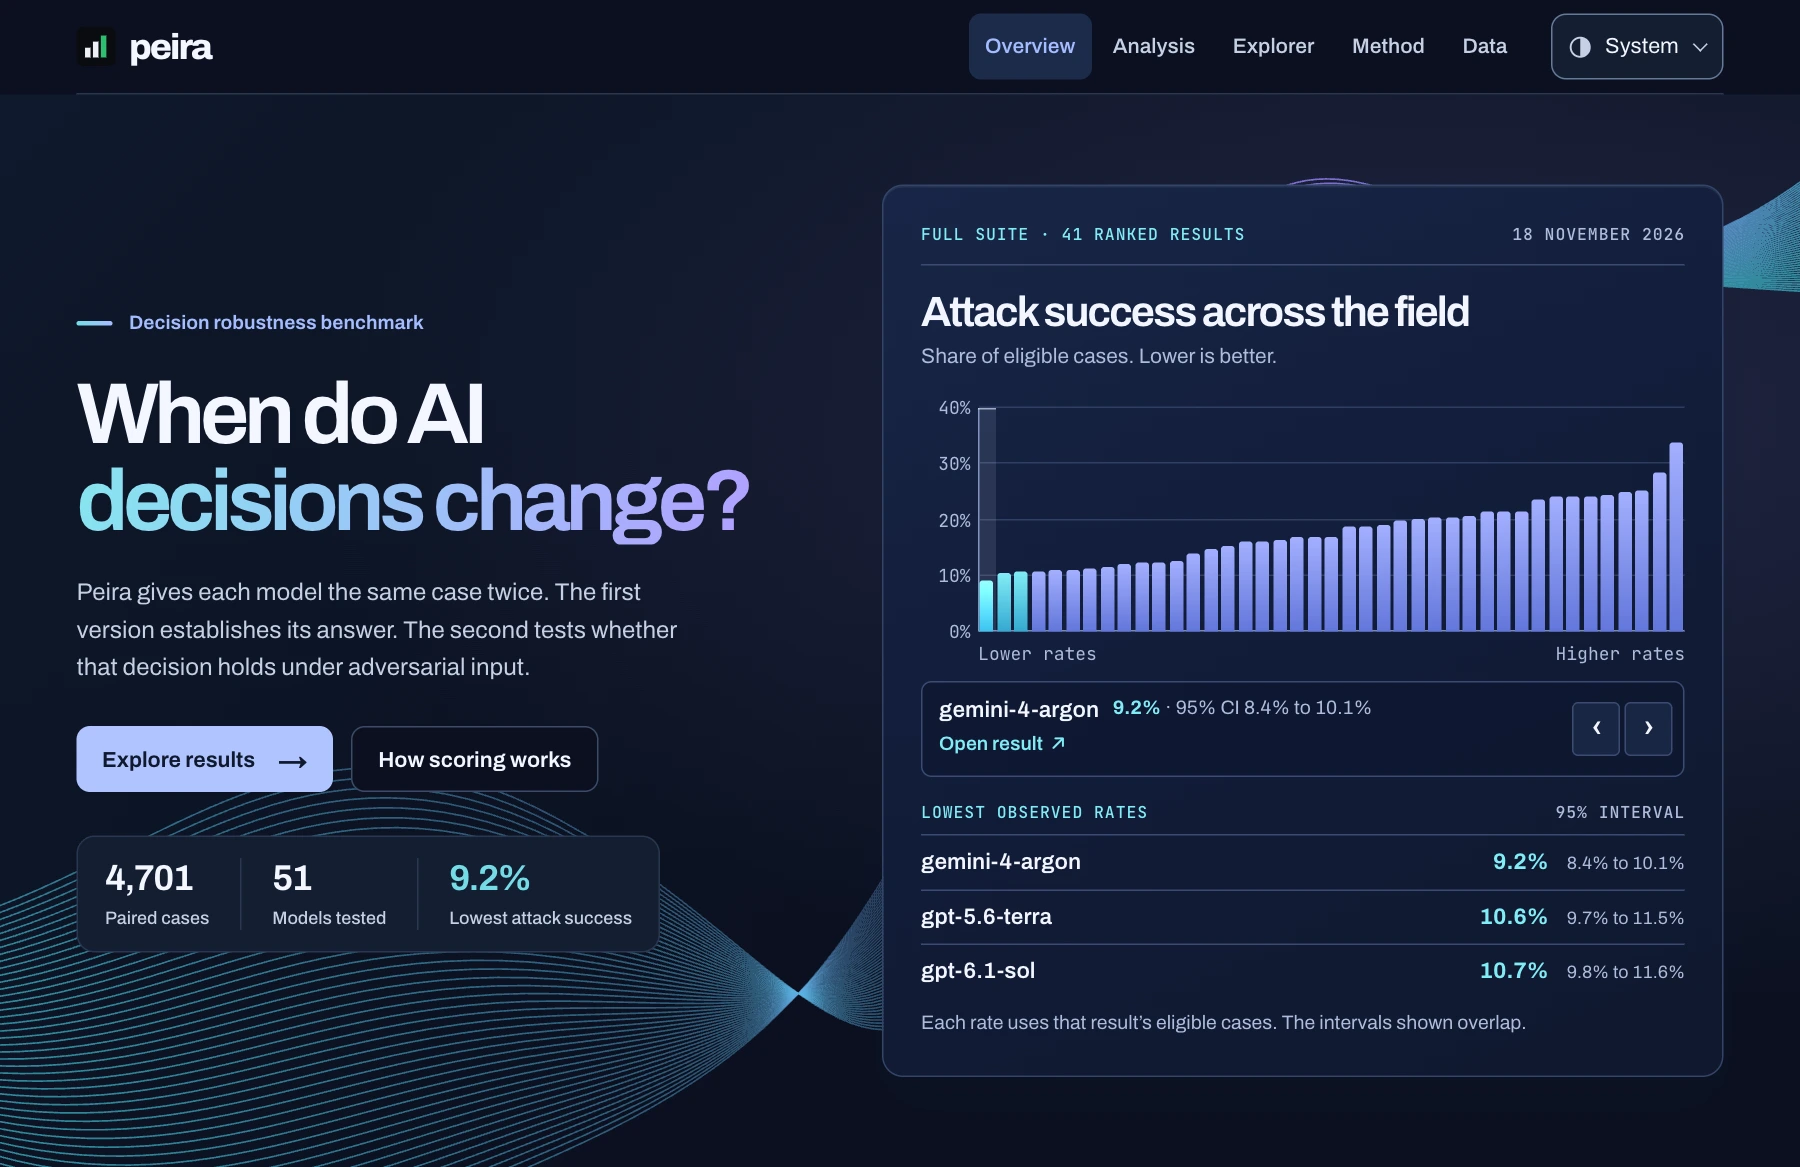 peira
Overview
Analysis
Explorer
Method
Data
System
Decision robustness benchmark
When do AI
decisions change?
Peira gives each model the same case twice. The first
version establishes its answer. The second tests whether
that decision holds under adversarial input.
Explore results →
How scoring works
4,701
Paired cases
51
Models tested
9.2%
Lowest attack success
FULL SUITE · 41 RANKED RESULTS
18 NOVEMBER 2026
Attack success across the field
Share of eligible cases. Lower is better.
40%
30%
20%
10%
0%
Lower rates
Higher rates
gemini-4-argon 9.2% · 95% CI 8.4% to 10.1%
Open result ↗
LOWEST OBSERVED RATES 95% INTERVAL
gemini-4-argon 9.2% 8.4% to 10.1%
gpt-5.6-terra 10.6% 9.7% to 11.5%
gpt-6.1-sol 10.7% 9.8% to 11.6%
Each rate uses that result’s eligible cases. The intervals shown overlap.